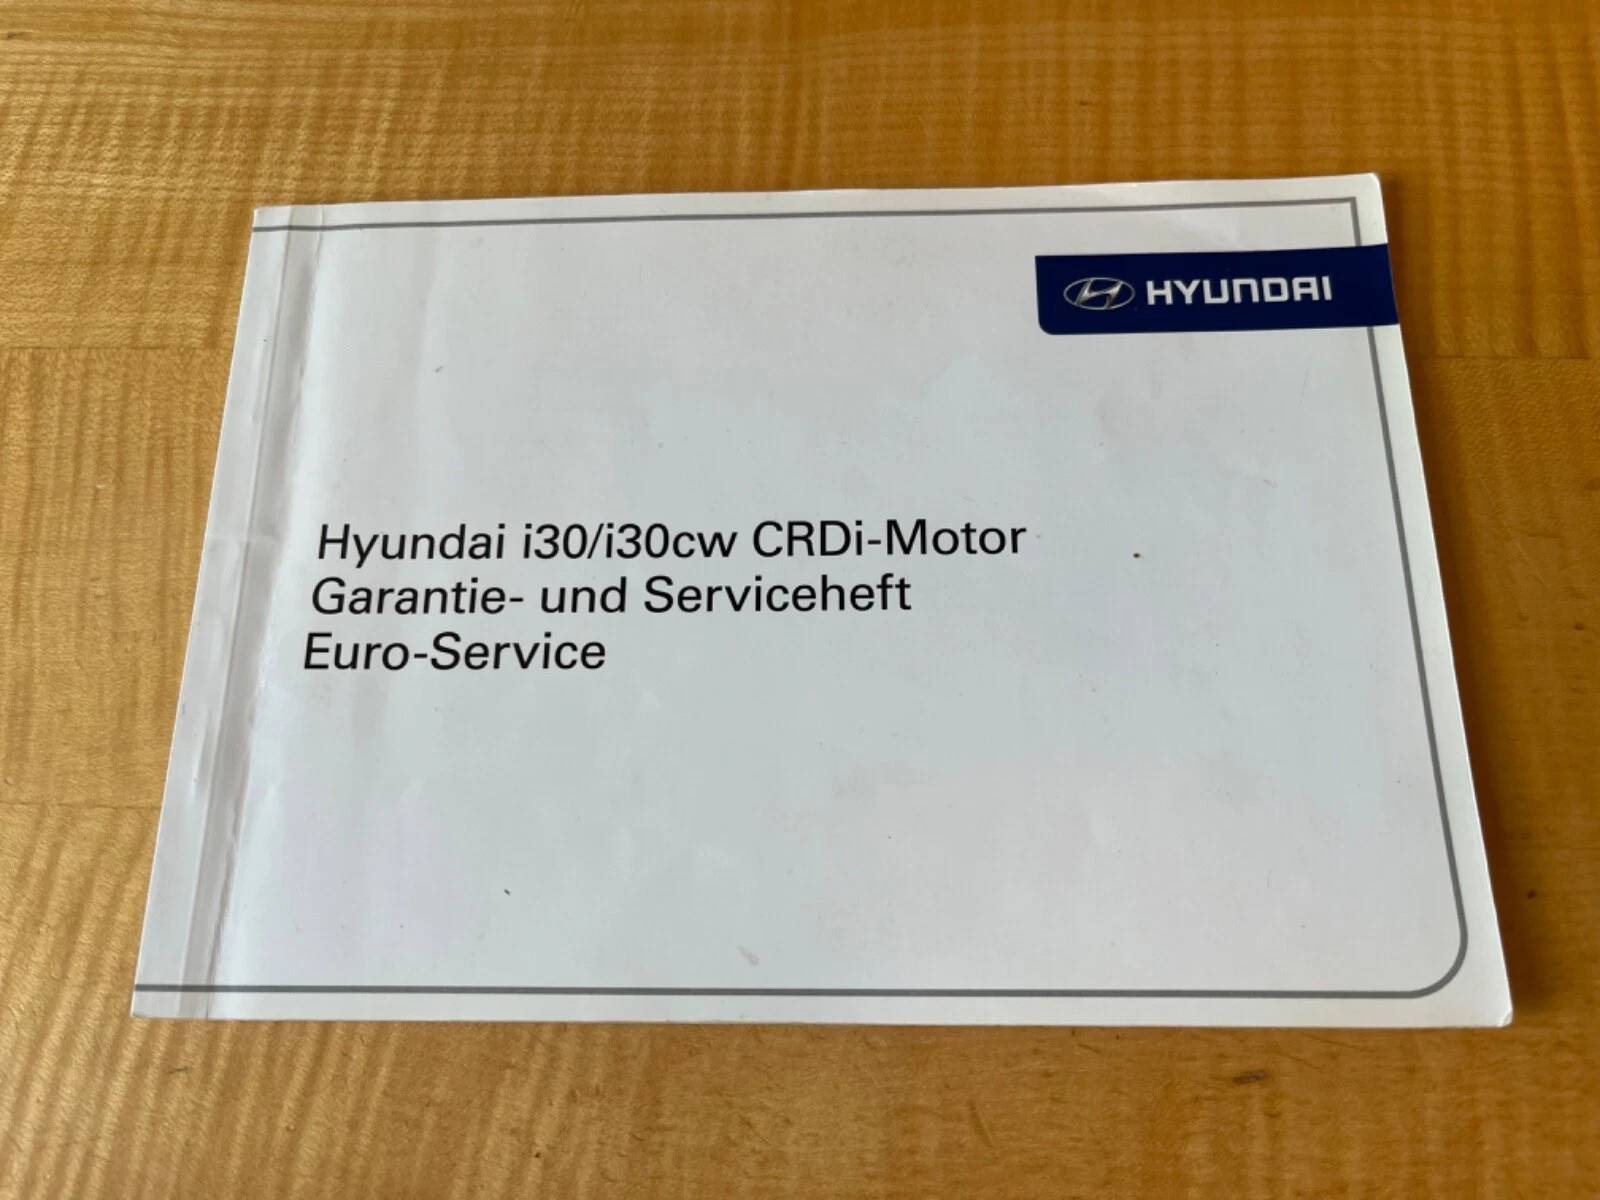 HYUNDAI
Hyundai i30/i30cw CRDi-Motor
Garantie- und Serviceheft
Euro-Service